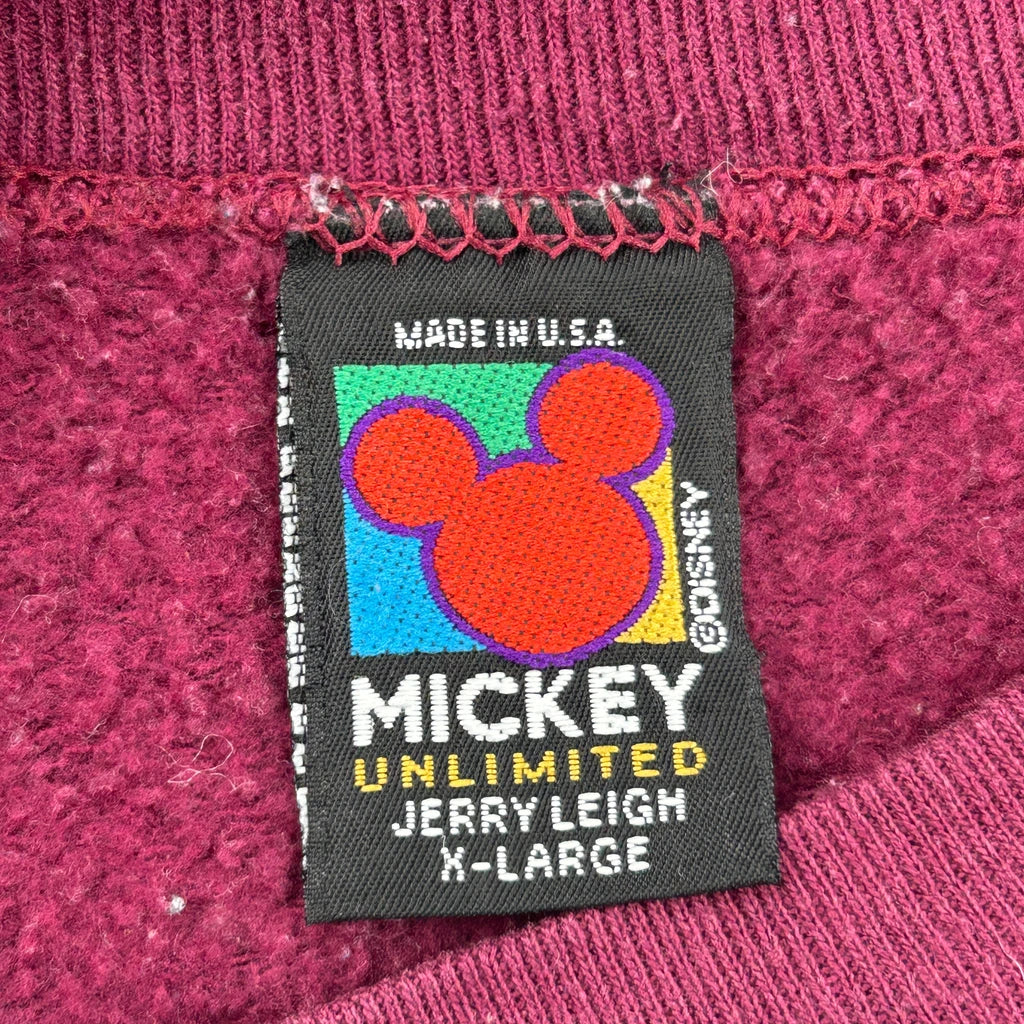 MADE IN U.S.A.
©DISNEY
MICKEY
UNLIMITED
JERRY LEIGH
X-LARGE